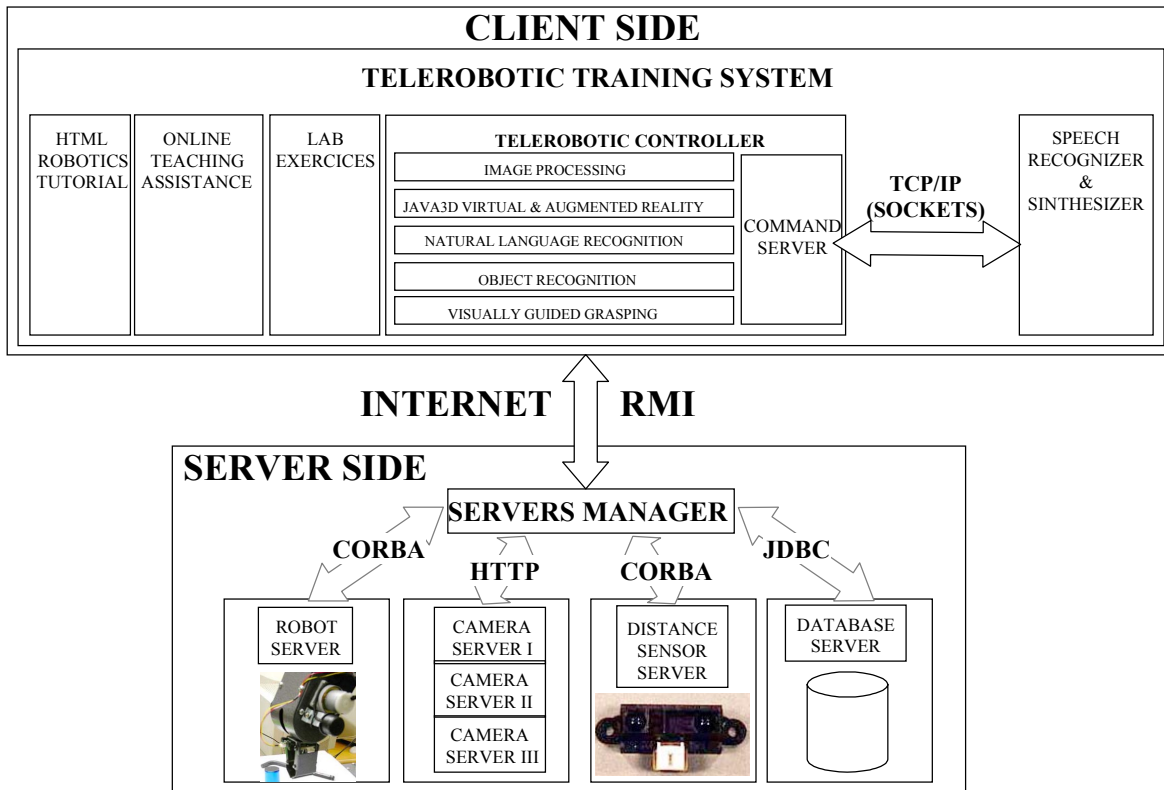 CLIENT SIDE
TELEROBOTIC TRAINING SYSTEM
HTML
ROBOTICS
TUTORIAL
ONLINE
TEACHING
ASSISTANCE
LAB
EXERCICES
TELEROBOTIC CONTROLLER
IMAGE PROCESSING
JAVA3D VIRTUAL & AUGMENTED REALITY
NATURAL LANGUAGE RECOGNITION
OBJECT RECOGNITION
VISUALLY GUIDED GRASPING
COMMAND
SERVER
TCP/IP
(SOCKETS)
SPEECH
RECOGNIZER
&
SINTHESIZER
INTERNET RMI
SERVER SIDE
SERVERS MANAGER
CORBA
HTTP
CORBA
JDBC
ROBOT
SERVER
CAMERA
SERVER I
CAMERA
SERVER II
CAMERA
SERVER III
DISTANCE
SENSOR
SERVER
DATABASE
SERVER